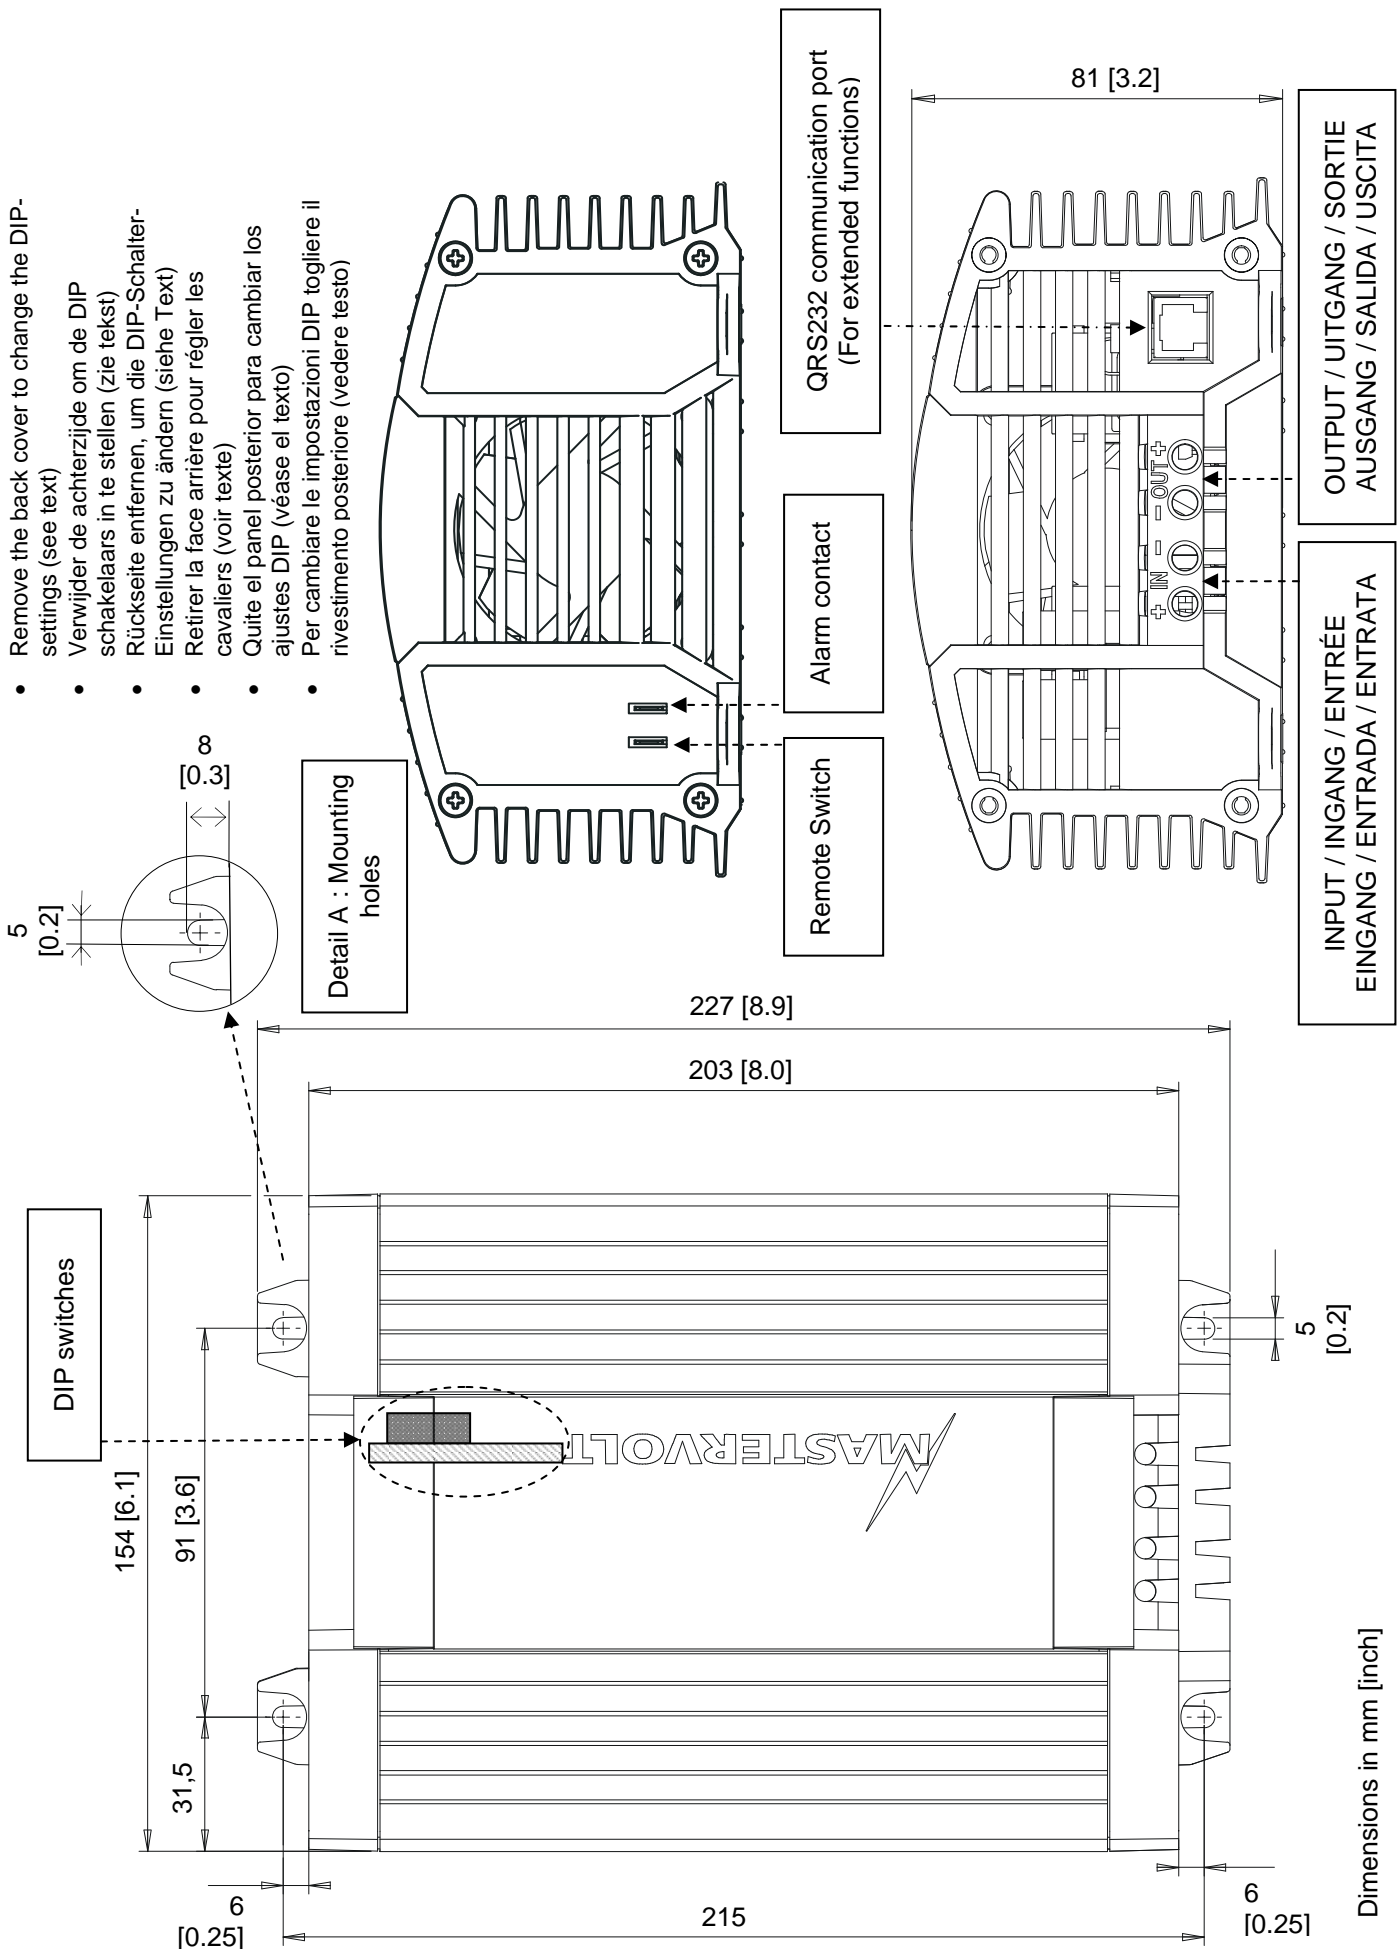 • Remove the back cover to change the DIP-
settings (see text)
• Verwijder de achterzijde om de DIP
schakelaars in te stellen (zie tekst)
• Rückseite entfernen, um die DIP-Schalter-
Einstellungen zu ändern (siehe Text)
• Retirer la face arrière pour régler les
cavaliers (voir texte)
• Quite el panel posterior para cambiar los
ajustes DIP (véase el texto)
• Per cambiare le impostazioni DIP togliere il
rivestimento posteriore (vedere testo)
5
[0.2]
8
[0.3]
Detail A : Mounting
holes
DIP switches
154 [6.1]
91 [3.6]
31,5
6
[0.25]
215
6
[0.25]
203 [8.0]
227 [8.9]
5
[0.2]
MASTERVOLT
Dimensions in mm [inch]
Remote Switch
Alarm contact
QRS232 communication port
(For extended functions)
81 [3.2]
+ IN - - OUT +
INPUT / INGANG / ENTRÉE
EINGANG / ENTRADA / ENTRATA
OUTPUT / UITGANG / SORTIE
AUSGANG / SALIDA / USCITA